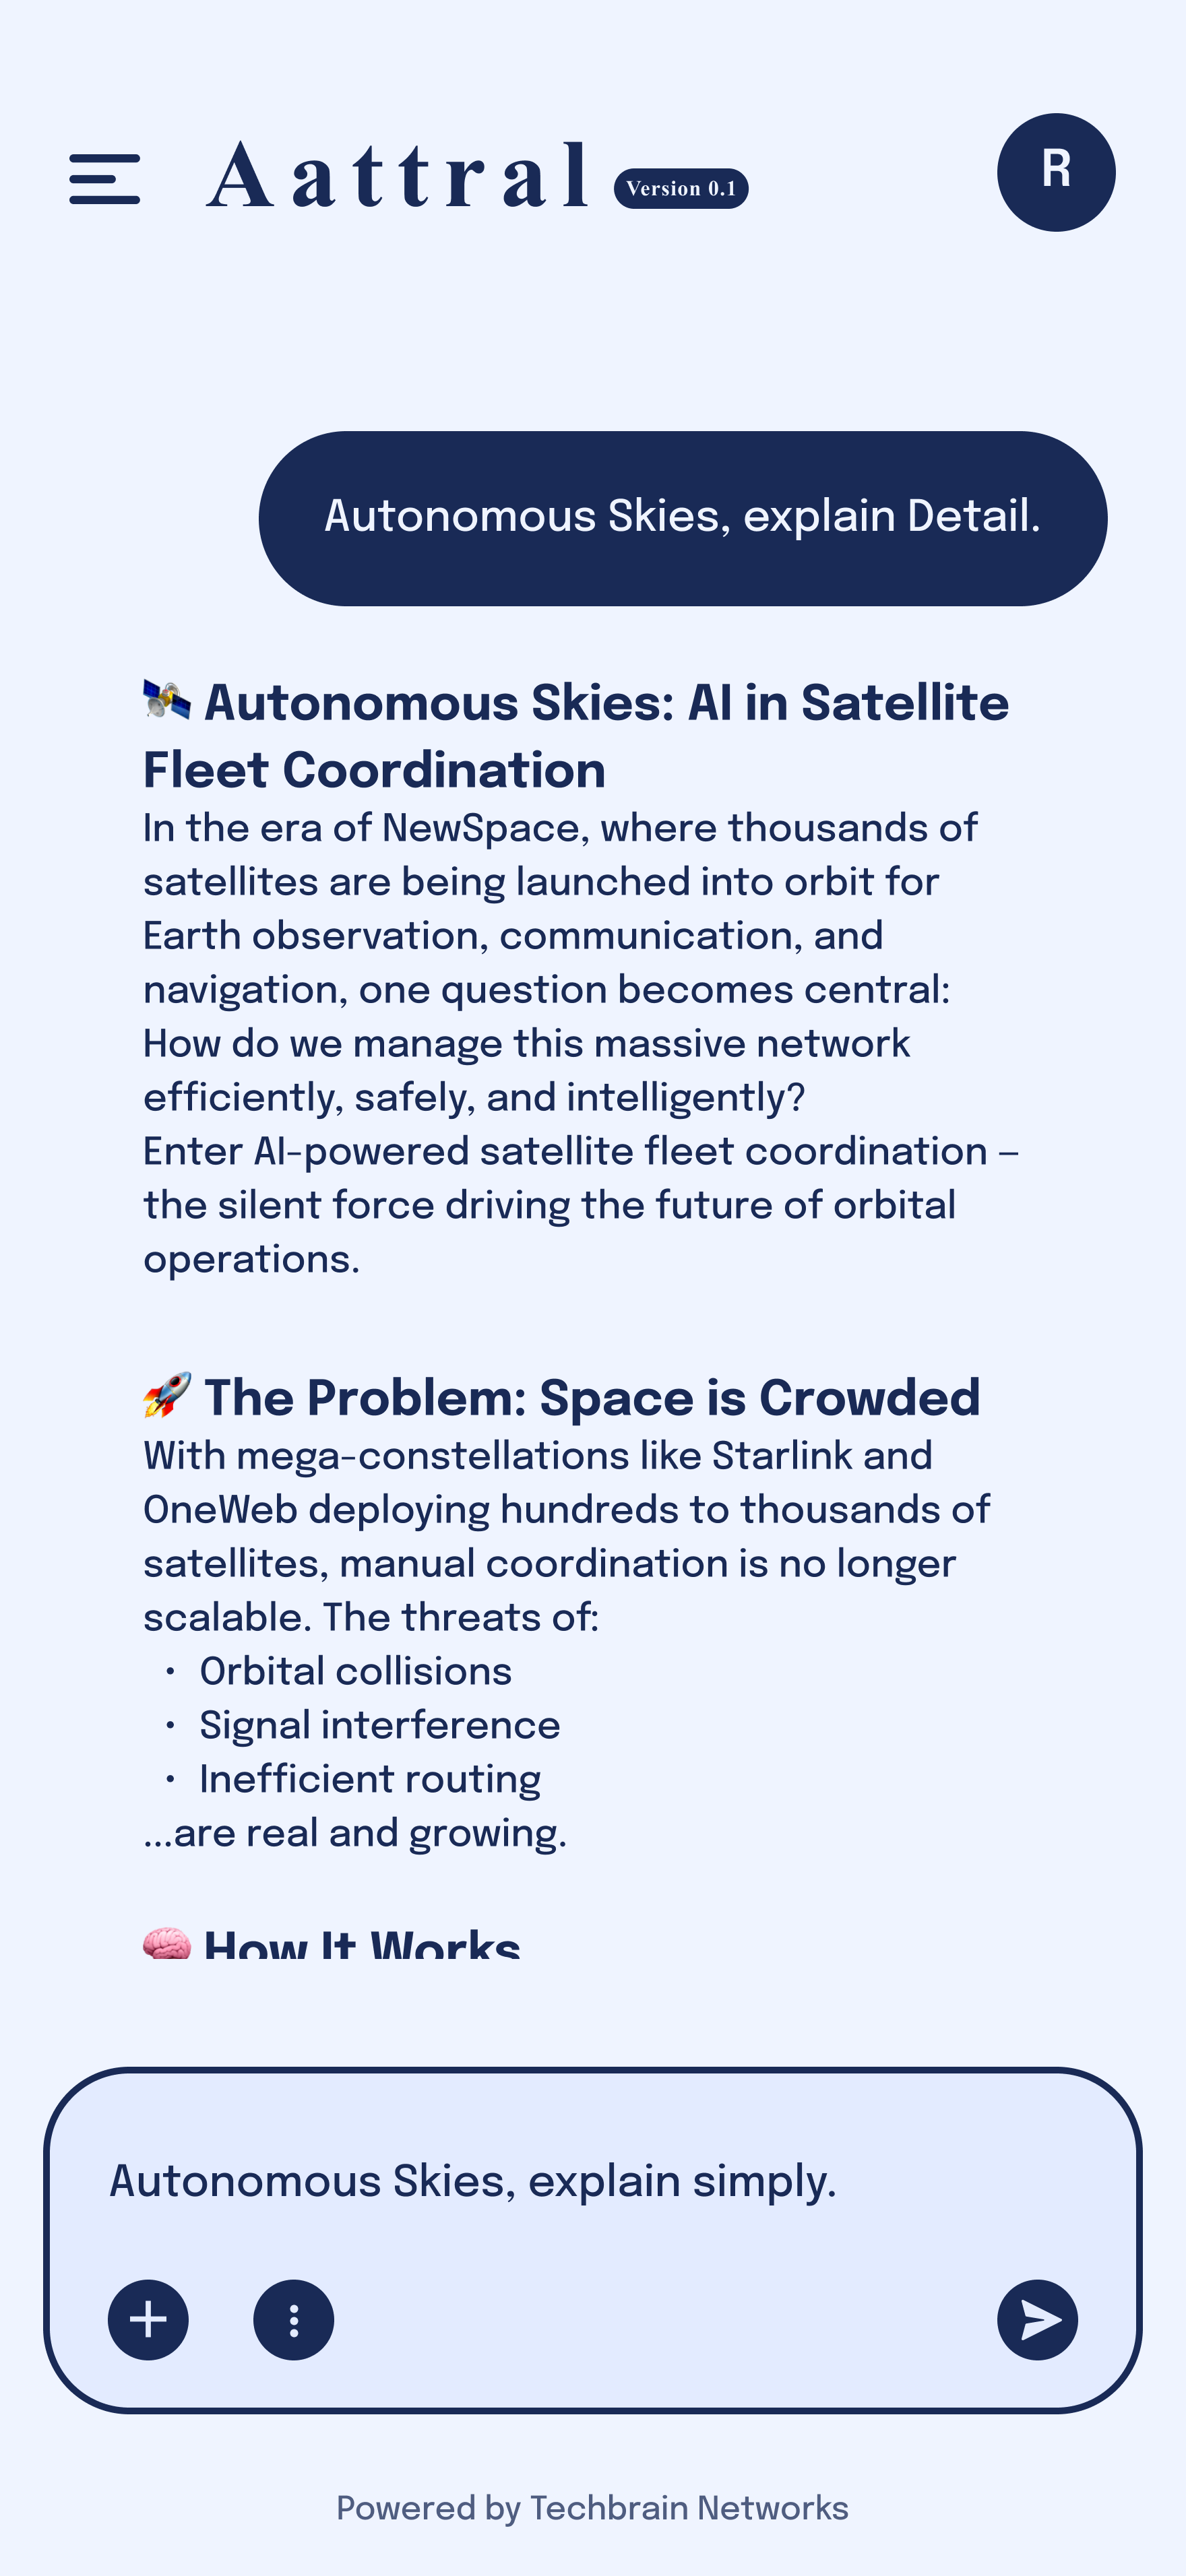 Aattral Version 0.1
R
Autonomous Skies, explain Detail.
🛰️ Autonomous Skies: AI in Satellite
Fleet Coordination
In the era of NewSpace, where thousands of
satellites are being launched into orbit for
Earth observation, communication, and
navigation, one question becomes central:
How do we manage this massive network
efficiently, safely, and intelligently?
Enter AI-powered satellite fleet coordination –
the silent force driving the future of orbital
operations.
🚀 The Problem: Space is Crowded
With mega-constellations like Starlink and
OneWeb deploying hundreds to thousands of
satellites, manual coordination is no longer
scalable. The threats of:
• Orbital collisions
• Signal interference
• Inefficient routing
...are real and growing.
🧠 How It Works
Autonomous Skies, explain simply.
Powered by Techbrain Networks